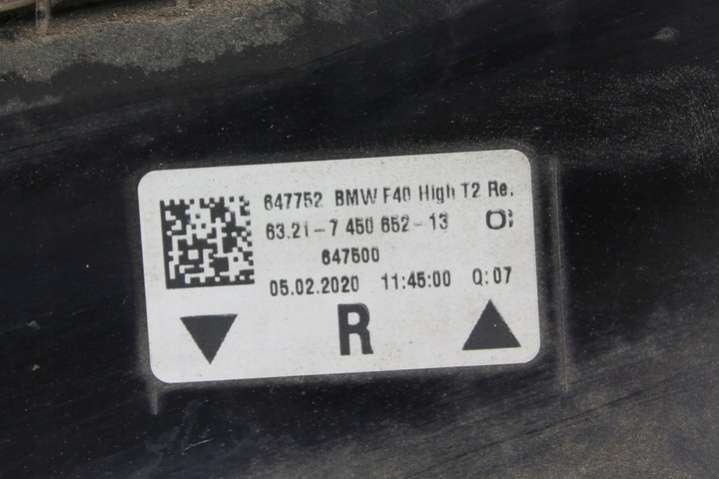 647752 BMW F40 High T2 Re.
63.21-7 450 652-13
647500
05.02.2020 11:45:00 Q:07
R